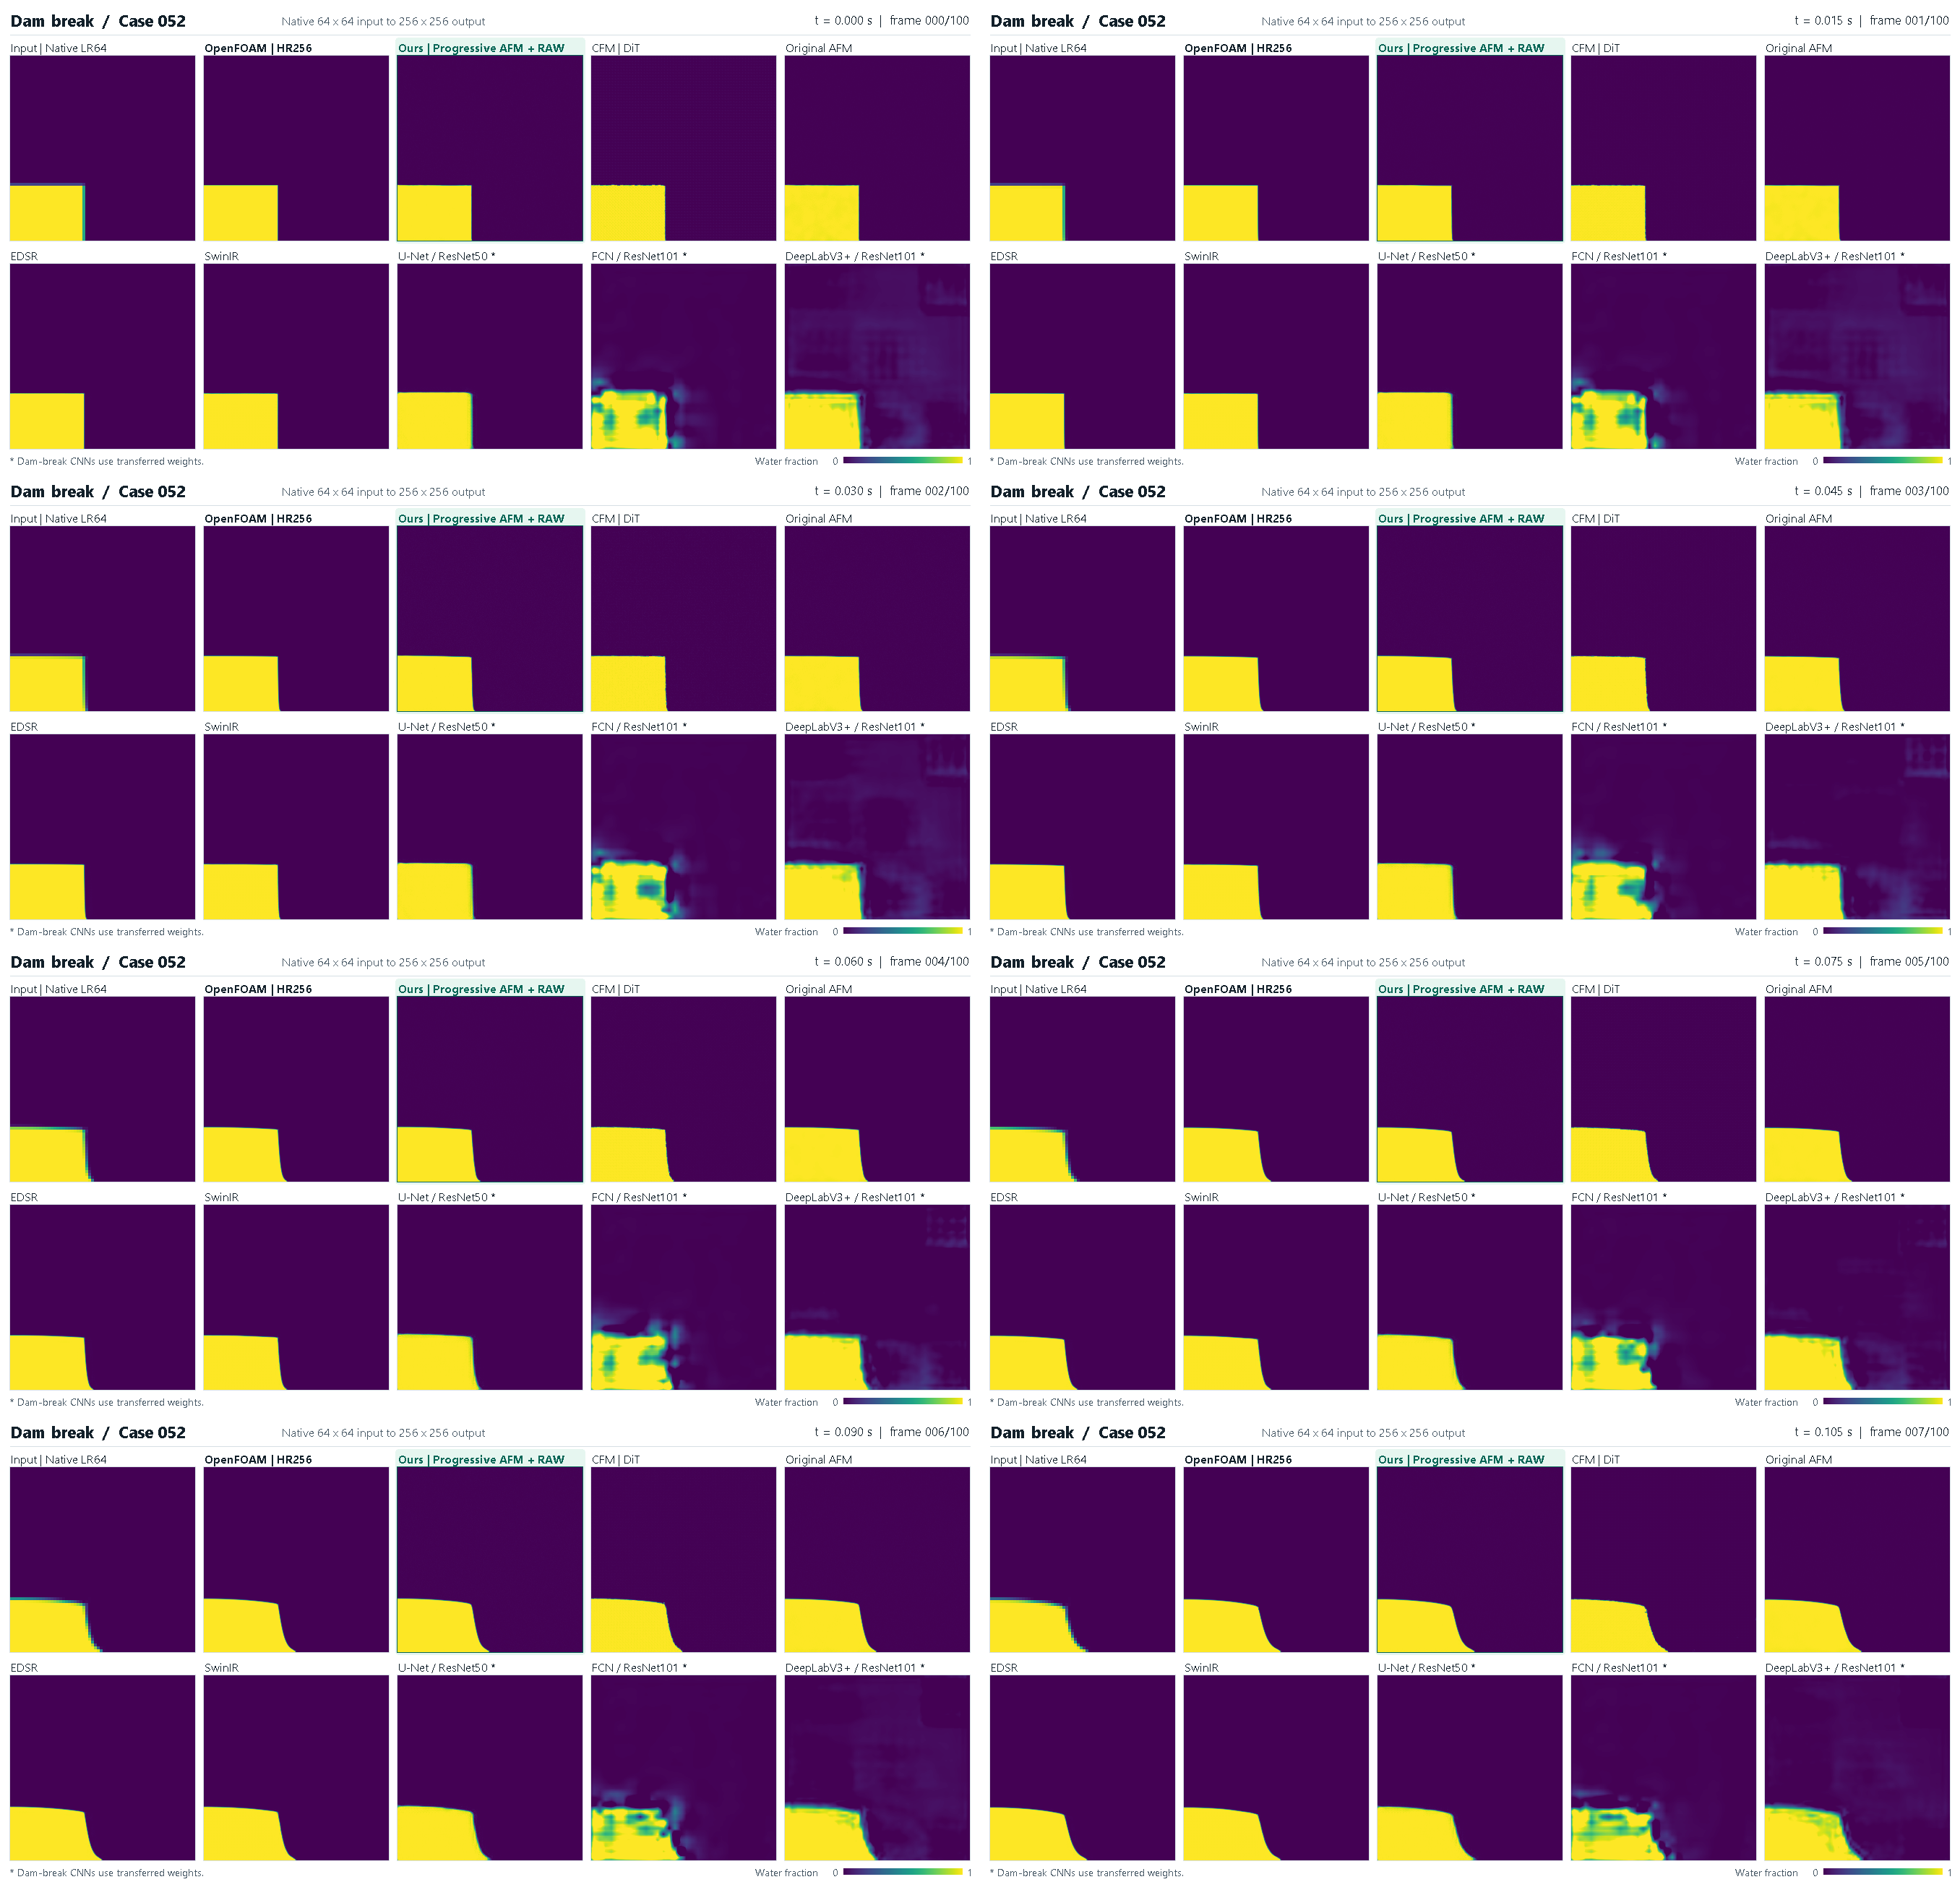 Dam break / Case 052 Native 64 x 64 input to 256 x 256 output t = 0.000 s | frame 000/100
Input | Native LR64 OpenFOAM | HR256 Ours | Progressive AFM + RAW CFM | DiT Original AFM
EDSR SwinIR U-Net / ResNet50 * FCN / ResNet101 * DeepLabV3+ / ResNet101 *
* Dam-break CNNs use transferred weights. Water fraction 0 1
Dam break / Case 052 Native 64 x 64 input to 256 x 256 output t = 0.015 s | frame 001/100
Input | Native LR64 OpenFOAM | HR256 Ours | Progressive AFM + RAW CFM | DiT Original AFM
EDSR SwinIR U-Net / ResNet50 * FCN / ResNet101 * DeepLabV3+ / ResNet101 *
* Dam-break CNNs use transferred weights. Water fraction 0 1
Dam break / Case 052 Native 64 x 64 input to 256 x 256 output t = 0.030 s | frame 002/100
Input | Native LR64 OpenFOAM | HR256 Ours | Progressive AFM + RAW CFM | DiT Original AFM
EDSR SwinIR U-Net / ResNet50 * FCN / ResNet101 * DeepLabV3+ / ResNet101 *
* Dam-break CNNs use transferred weights. Water fraction 0 1
Dam break / Case 052 Native 64 x 64 input to 256 x 256 output t = 0.045 s | frame 003/100
Input | Native LR64 OpenFOAM | HR256 Ours | Progressive AFM + RAW CFM | DiT Original AFM
EDSR SwinIR U-Net / ResNet50 * FCN / ResNet101 * DeepLabV3+ / ResNet101 *
* Dam-break CNNs use transferred weights. Water fraction 0 1
Dam break / Case 052 Native 64 x 64 input to 256 x 256 output t = 0.060 s | frame 004/100
Input | Native LR64 OpenFOAM | HR256 Ours | Progressive AFM + RAW CFM | DiT Original AFM
EDSR SwinIR U-Net / ResNet50 * FCN / ResNet101 * DeepLabV3+ / ResNet101 *
* Dam-break CNNs use transferred weights. Water fraction 0 1
Dam break / Case 052 Native 64 x 64 input to 256 x 256 output t = 0.075 s | frame 005/100
Input | Native LR64 OpenFOAM | HR256 Ours | Progressive AFM + RAW CFM | DiT Original AFM
EDSR SwinIR U-Net / ResNet50 * FCN / ResNet101 * DeepLabV3+ / ResNet101 *
* Dam-break CNNs use transferred weights. Water fraction 0 1
Dam break / Case 052 Native 64 x 64 input to 256 x 256 output t = 0.090 s | frame 006/100
Input | Native LR64 OpenFOAM | HR256 Ours | Progressive AFM + RAW CFM | DiT Original AFM
EDSR SwinIR U-Net / ResNet50 * FCN / ResNet101 * DeepLabV3+ / ResNet101 *
* Dam-break CNNs use transferred weights. Water fraction 0 1
Dam break / Case 052 Native 64 x 64 input to 256 x 256 output t = 0.105 s | frame 007/100
Input | Native LR64 OpenFOAM | HR256 Ours | Progressive AFM + RAW CFM | DiT Original AFM
EDSR SwinIR U-Net / ResNet50 * FCN / ResNet101 * DeepLabV3+ / ResNet101 *
* Dam-break CNNs use transferred weights. Water fraction 0 1